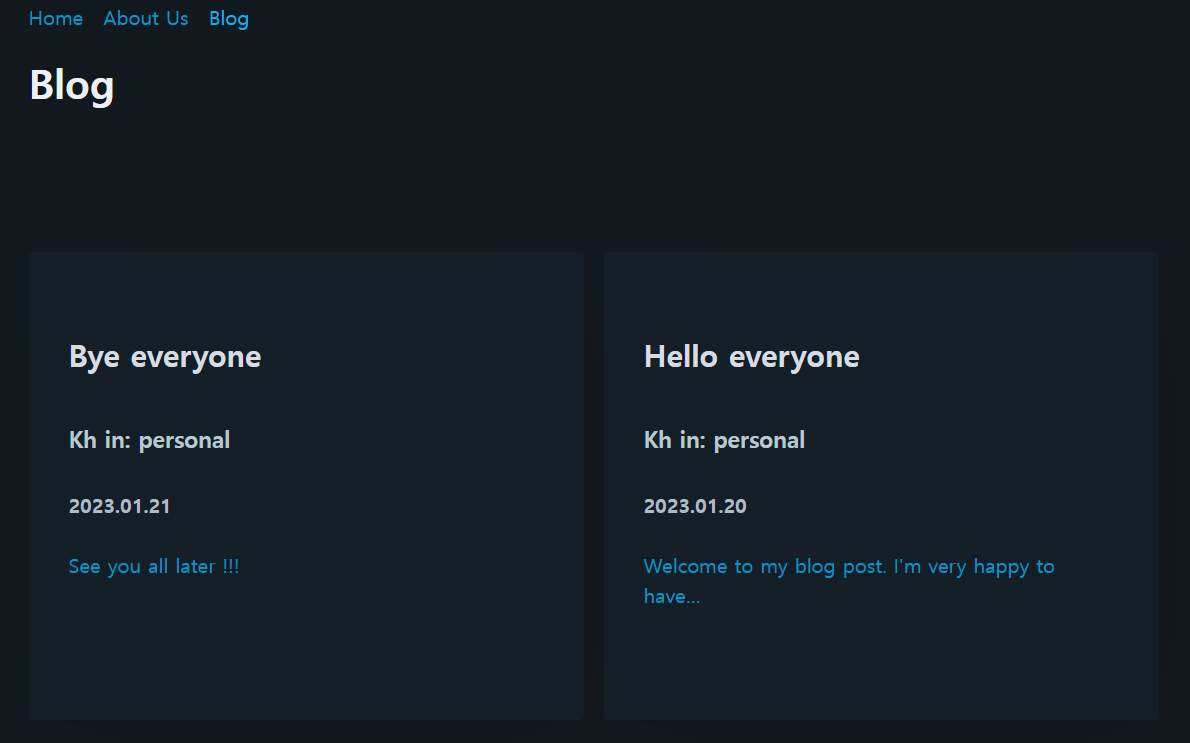 Home About Us Blog
Blog
Bye everyone
Kh in: personal
2023.01.21
See you all later !!!
Hello everyone
Kh in: personal
2023.01.20
Welcome to my blog post. I'm very happy to
have...